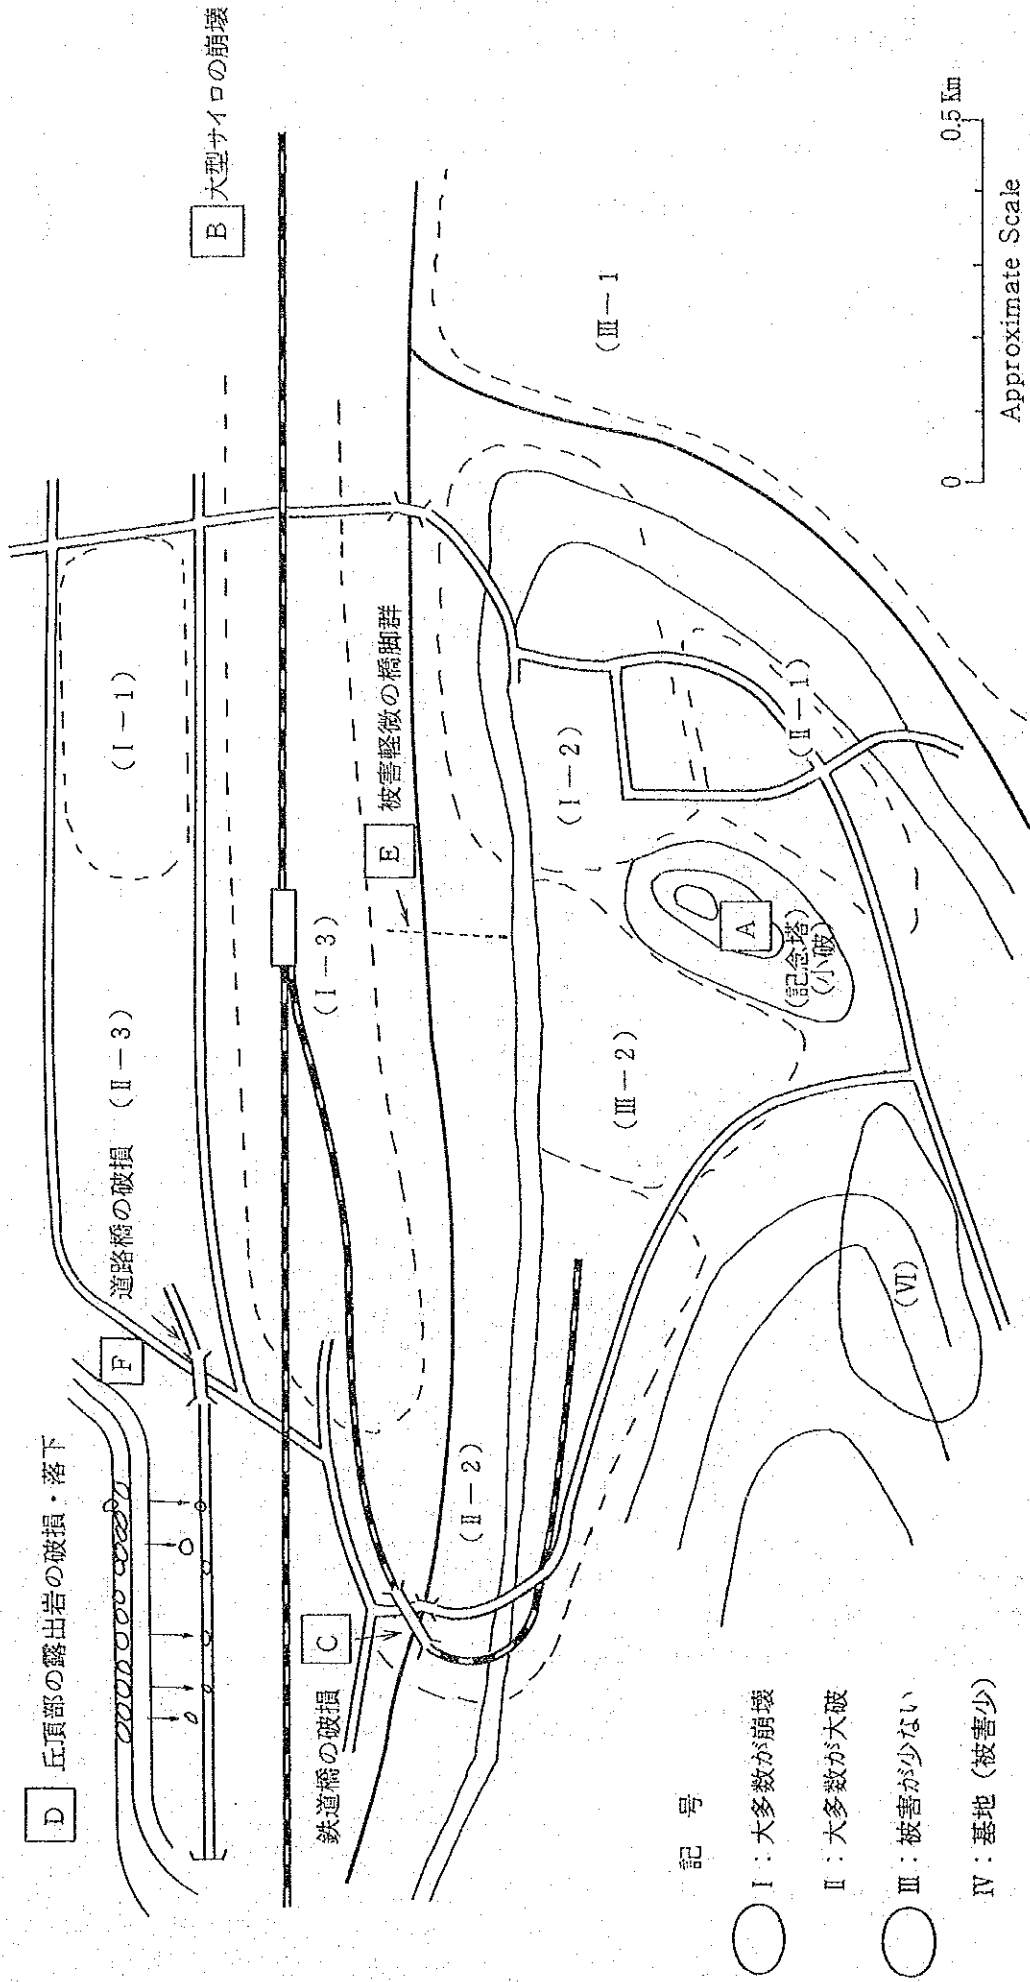 D 丘頂部の露出岩の破損・落下
F 道路橋の破損
(Ⅱ-3)
(Ⅰ-1)
B 大型サイロの崩壊
C 鉄道橋の破損
(Ⅰ-3)
E 被害軽微の橋脚群
(Ⅱ-2)
(Ⅲ-2)
(Ⅰ-2)
(Ⅲ-1)
A
(記念塔)
(小破)
(Ⅱ-1)
(Ⅵ)
記 号
Ⅰ:大多数が崩壊
Ⅱ:大多数が大破
Ⅲ:被害が少ない
Ⅳ:墓地(被害少)
0 0.5 Km
Approximate Scale